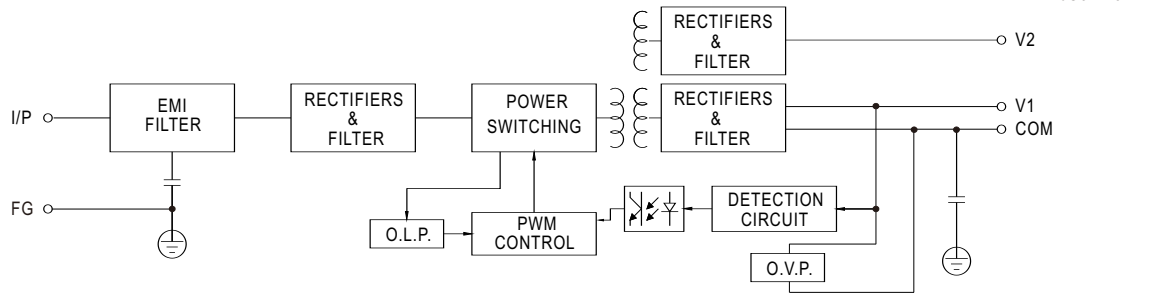 RECTIFIERS
&
FILTER
V2
I/P
EMI
FILTER
RECTIFIERS
&
FILTER
POWER
SWITCHING
RECTIFIERS
&
FILTER
V1
COM
FG
O.L.P.
PWM
CONTROL
DETECTION
CIRCUIT
O.V.P.